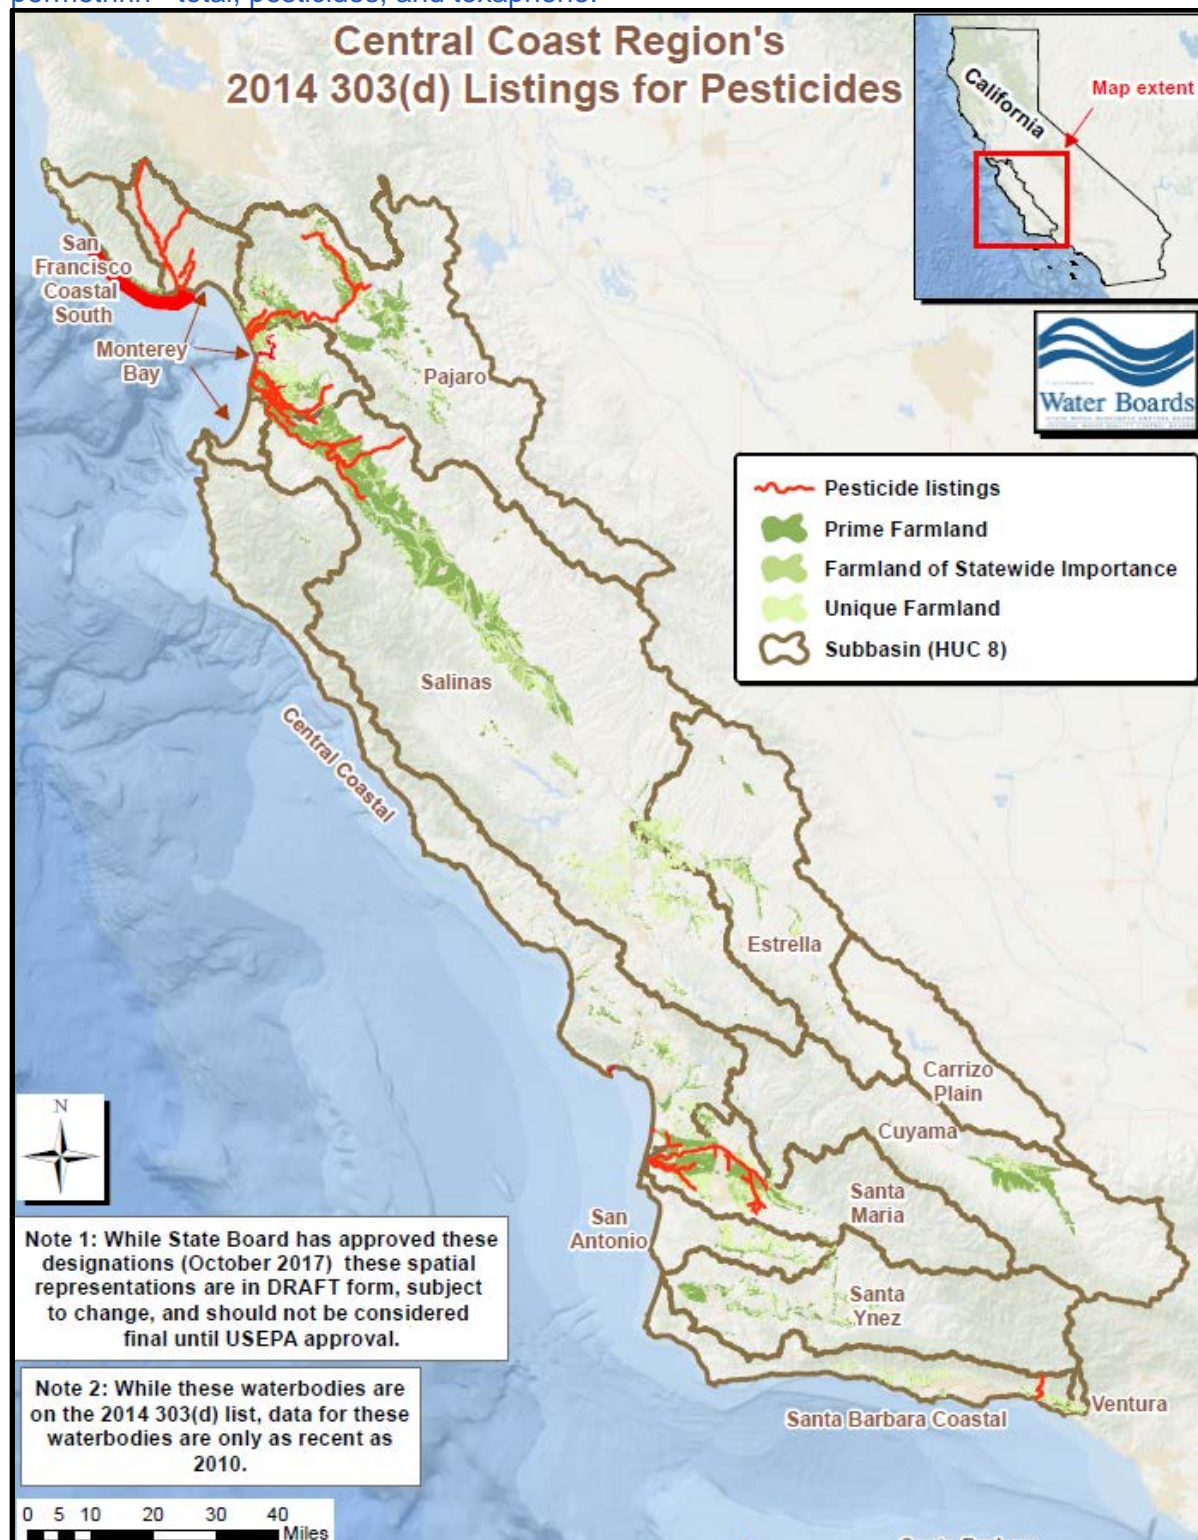 permethrin - total, pesticides, and toxaphene.
Central Coast Region's
2014 303(d) Listings for Pesticides
California
Map extent
San
Francisco
Coastal
South
Monterey
Bay
Pajaro
Water Boards
Pesticide listings
Prime Farmland
Farmland of Statewide Importance
Unique Farmland
Subbasin (HUC 8)
Salinas
Central Coastal
Estrella
Carrizo
Plain
Cuyama
N
Santa
Maria
San
Antonio
Santa
Ynez
Note 1: While State Board has approved these
designations (October 2017) these spatial
representations are in DRAFT form, subject
to change, and should not be considered
final until USEPA approval.
Note 2: While these waterbodies are
on the 2014 303(d) list, data for these
waterbodies are only as recent as
2010.
Ventura
Santa Barbara Coastal
0 5 10 20 30 40
Miles